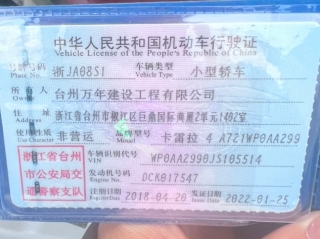 中华人民共和国机动车行驶证
Vehicle License of the People's Republic of China
号牌号码 浙JA08S1 车辆类型 小型轿车
Plate No. Vehicle Type
所有人 台州万年建设工程有限公司
Owner
住址 浙江省台州市椒江区巨鼎国际商厦2单元1402室
Address
使用性质 非营运 品牌型号 卡雷拉 4 A721WP0AA299
浙江省台州市公安局交通警察支队
车辆识别代号 WP0AA2990JS105514
VIN
发动机号码 DCK017547
Engine No.
注册日期 2018-04-20 发证日期 2022-01-25
Register Date Issue Date